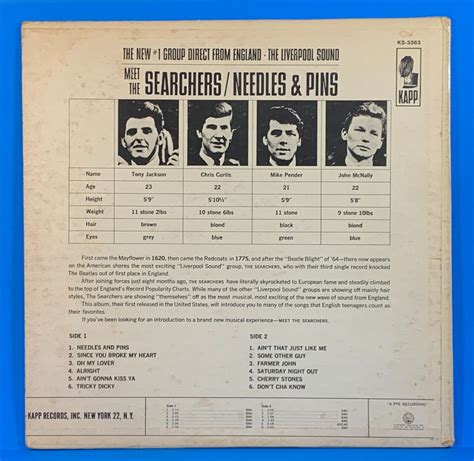 KS-3363
THE NEW #1 GROUP DIRECT FROM ENGLAND - THE LIVERPOOL SOUND
MEET THE SEARCHERS/NEEDLES & PINS
KAPP
Name Tony Jackson Chris Curtis Mike Pender John McNally
Age 23 22 21 22
Height 5'9" 5'10½" 5'9" 5'9"
Weight 11 stone 2lbs 10 stone 6lbs 11 stone 9 stone 10lbs
Hair brown blond black blond
Eyes grey blue green blue
First came the Mayflower in 1620, then came the Redcoats in 1775, and after the "Beatle Blight" of '64—there now appears
on the American shores the most exciting "Liverpool Sound" group, THE SEARCHERS, who with their third single record knocked
The Beatles out of first place in England.
After joining forces just eight months ago, THE SEARCHERS have literally skyrocketed to European fame and steadily climbed
to the top of England's Record Popularity Charts. While many of the other "Liverpool Sound" groups are showing off mainly hair
styles, The Searchers are showing "themselves" off as the most musical, most exciting of the new wave of sound from England.
This album, their first released in the United States, will introduce you to many of the songs that English teenagers count as
their favorites.
If you've been looking for an introduction to a brand new musical experience—MEET THE SEARCHERS.
SIDE 1 SIDE 2
1. NEEDLES AND PINS 1. AIN'T THAT JUST LIKE ME
2. SINCE YOU BROKE MY HEART 2. SOME OTHER GUY
3. OH MY LOVER 3. FARMER JOHN
4. ALRIGHT 4. SATURDAY NIGHT OUT
5. AIN'T GONNA KISS YA 5. CHERRY STONES
6. TRICKY DICKY 6. DON'T CHA KNOW
KAPP RECORDS, INC. NEW YORK 22, N.Y.
Side 1 Side 2
"A PYE RECORDING"